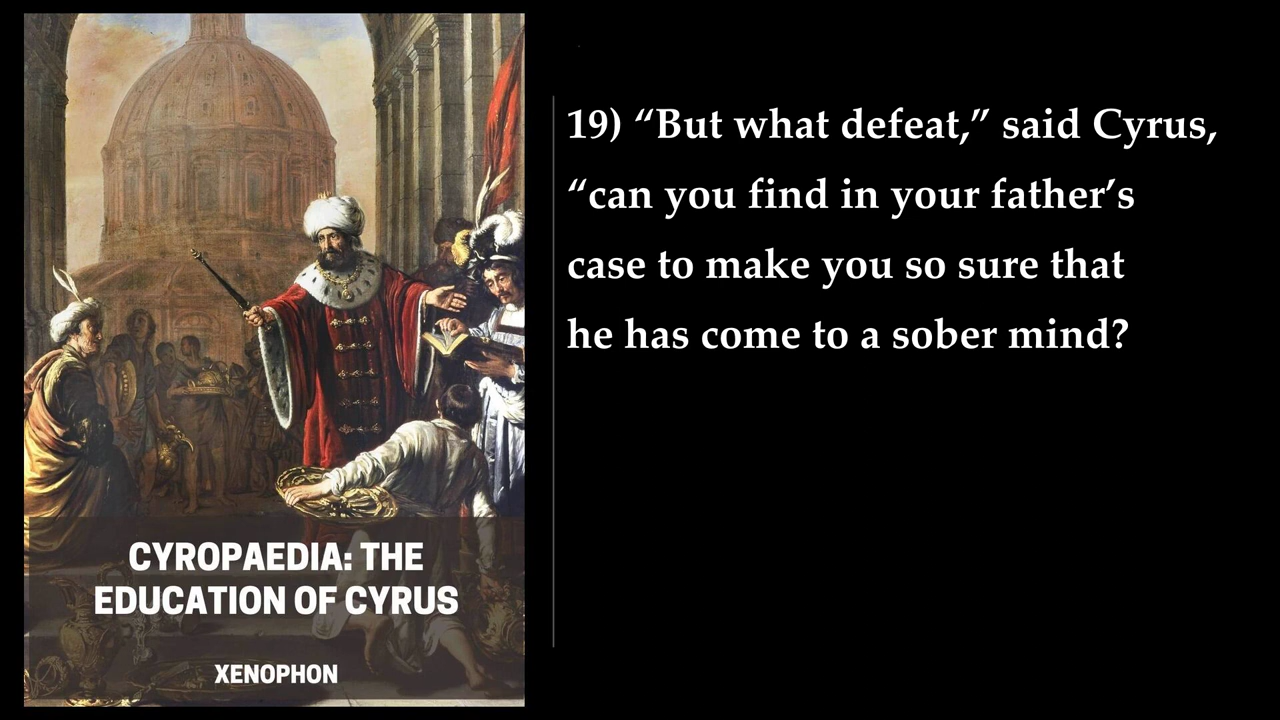 CYROPAEDIA: THE
EDUCATION OF CYRUS
XENOPHON
19) “But what defeat,” said Cyrus,
“can you find in your father’s
case to make you so sure that
he has come to a sober mind?